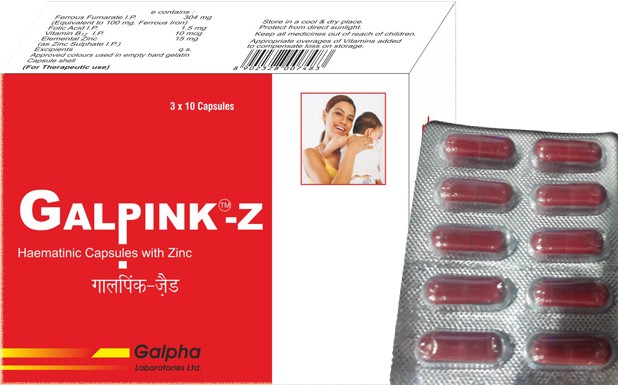 e contains :
Ferrous Fumarate I.P. 304 mg
(Equivalent to 100 mg. Ferrous Iron)
Folic Acid I.P. 1.5 mg
Vitamin B12 I.P. 10 mcg
Elemental Zinc 15 mg
(as Zinc Sulphate I.P.)
Excipients q.s.
Approved colours used in empty hard gelatin
Capsule shell
(For Therapeutic use)
Store in a cool & dry place.
Protect from direct sunlight.
Keep all medicines out of reach of children.
Appropriate overages of Vitamins added
to compensate loss on storage.
8 902328 007483
3 x 10 Capsules
GALPINK™-Z
Haematinic Capsules with Zinc
गालपिंक-ज़ैड
Galpha
Laboratories Ltd.